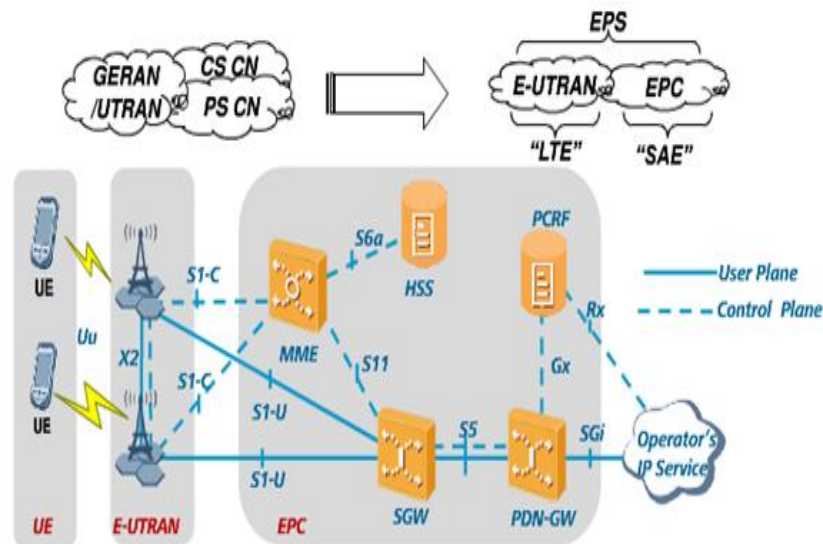 EPS
GERAN
/UTRAN
CS CN
PS CN
E-UTRAN
EPC
"LTE"
"SAE"
UE
UE
Uu
X2
S1-C
S1-C
S1-U
S1-U
MME
S6a
HSS
S11
SGW
S5
PCRF
Gx
Rx
PDN-GW
SGi
Operator's
IP Service
User Plane
Control Plane
UE
E-UTRAN
EPC